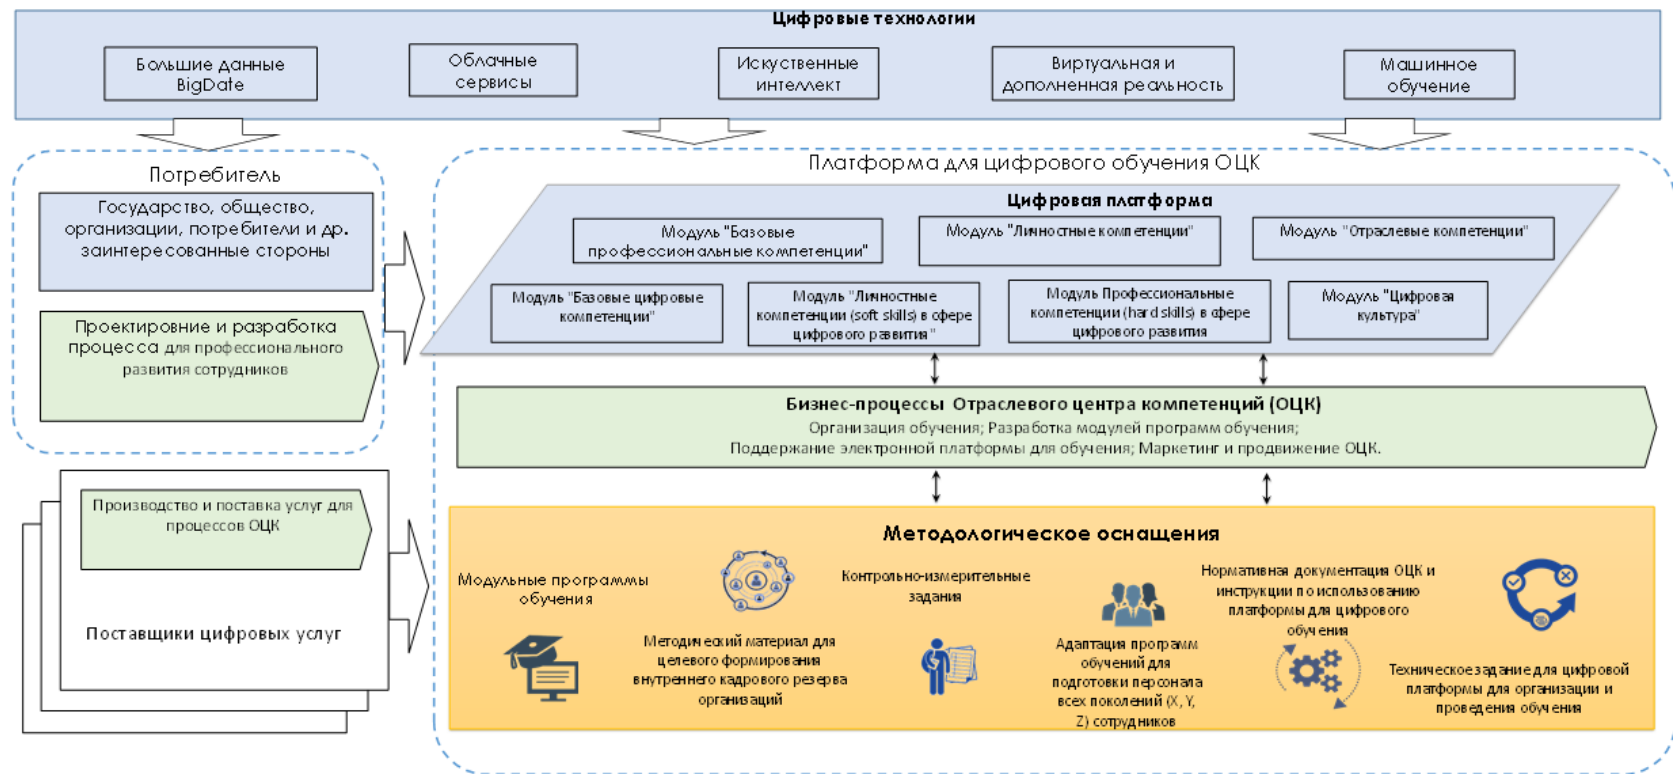 Цифровые технологии
Большие данные
BigDate
Облачные
сервисы
Искуственные
интеллект
Виртуальная и
дополненная реальность
Машинное
обучение
Потребитель
Государство, общество,
организации, потребители и др.
заинтересованные стороны
Проектировние и разработка
процесса для профессионального
развития сотрудников
Производство и поставка услуг для
процессов ОЦК
Поставщики цифровых услуг
Платформа для цифрового обучения ОЦК
Цифровая платформа
Модуль "Базовые
профессиональные компетенции"
Модуль "Личностные компетенции"
Модуль "Отраслевые компетенции"
Модуль "Базовые цифровые
компетенции"
Модуль "Личностные
компетенции (soft skills) в сфере
цифрового развития"
Модуль Профессиональные
компетенции (hard skills) в сфере
цифрового развития
Модуль "Цифровая
культура"
Бизнес-процессы Отраслевого центра компетенций (ОЦК)
Организация обучения; Разработка модулей программ обучения;
Поддержание электронной платформы для обучения; Маркетинг и продвижение ОЦК.
Методологическое оснащения
Модульные программы
обучения
Методический материал для
целевого формирования
внутреннего кадрового резерва
организаций
Контрольно-измерительные
задания
Адаптация программ
обучений для
подготовки персонала
всех поколений (X, Y,
Z) сотрудников
Нормативная документация ОЦК и
инструкции по использованию
платформы для цифрового
обучения
Техническое задание для цифровой
платформы для организации и
проведения обучения